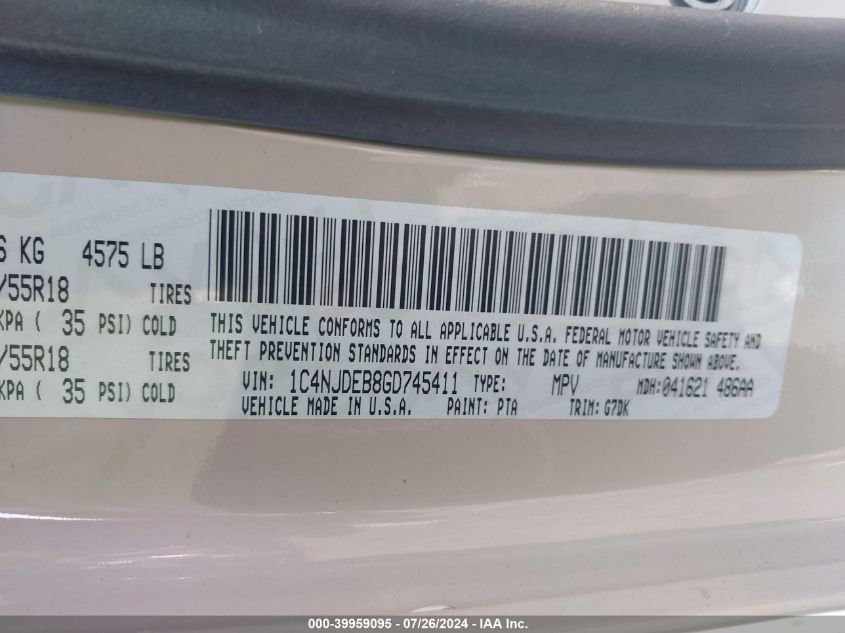 6 KG 4575 LB
/55R18 TIRES
KPA ( 35 PSI) COLD
/55R18 TIRES
KPA ( 35 PSI) COLD
THIS VEHICLE CONFORMS TO ALL APPLICABLE U.S.A. FEDERAL MOTOR VEHICLE SAFETY AND
THEFT PREVENTION STANDARDS IN EFFECT ON THE DATE OF MANUFACTURE SHOWN ABOVE.
VIN: 1C4NJDEB8GD745411 TYPE: MPV MDH: 041621 486AA
VEHICLE MADE IN U.S.A. PAINT: PTA TRIM: G7DK
000-39959095 - 07/26/2024 - IAA Inc.